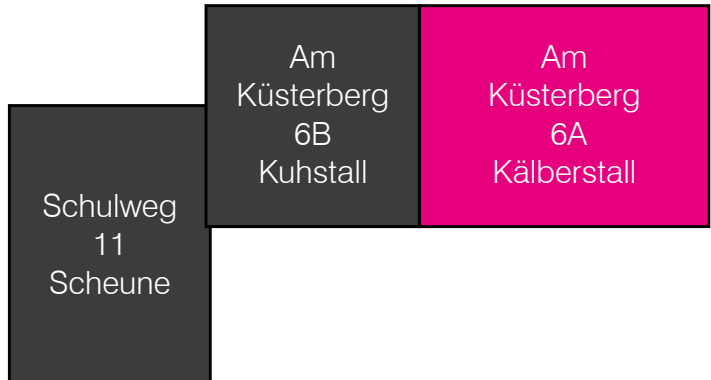 Am
Küsterberg
6B
Kuhstall
Am
Küsterberg
6A
Kälberstall
Schulweg
11
Scheune